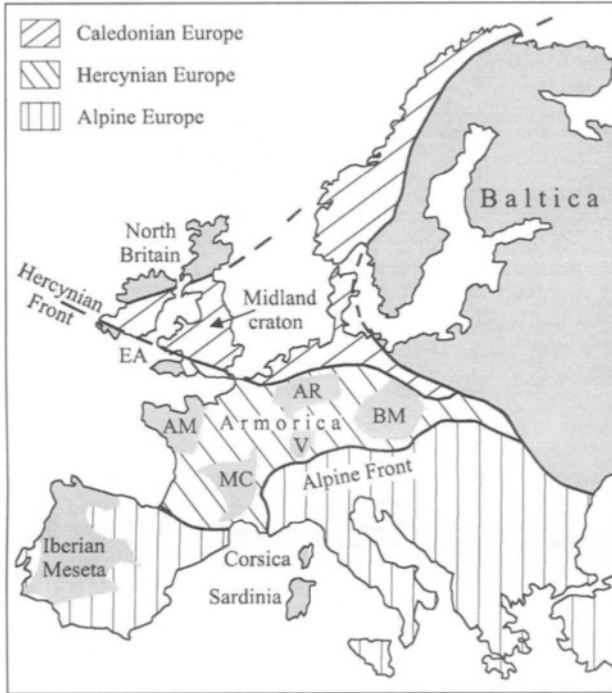 Caledonian Europe
Hercynian Europe
Alpine Europe
Baltica
North
Britain
Hercynian
Front
Midland
craton
EA
AR
AM
Armorica
BM
V
MC
Alpine Front
Iberian
Meseta
Corsica
Sardinia